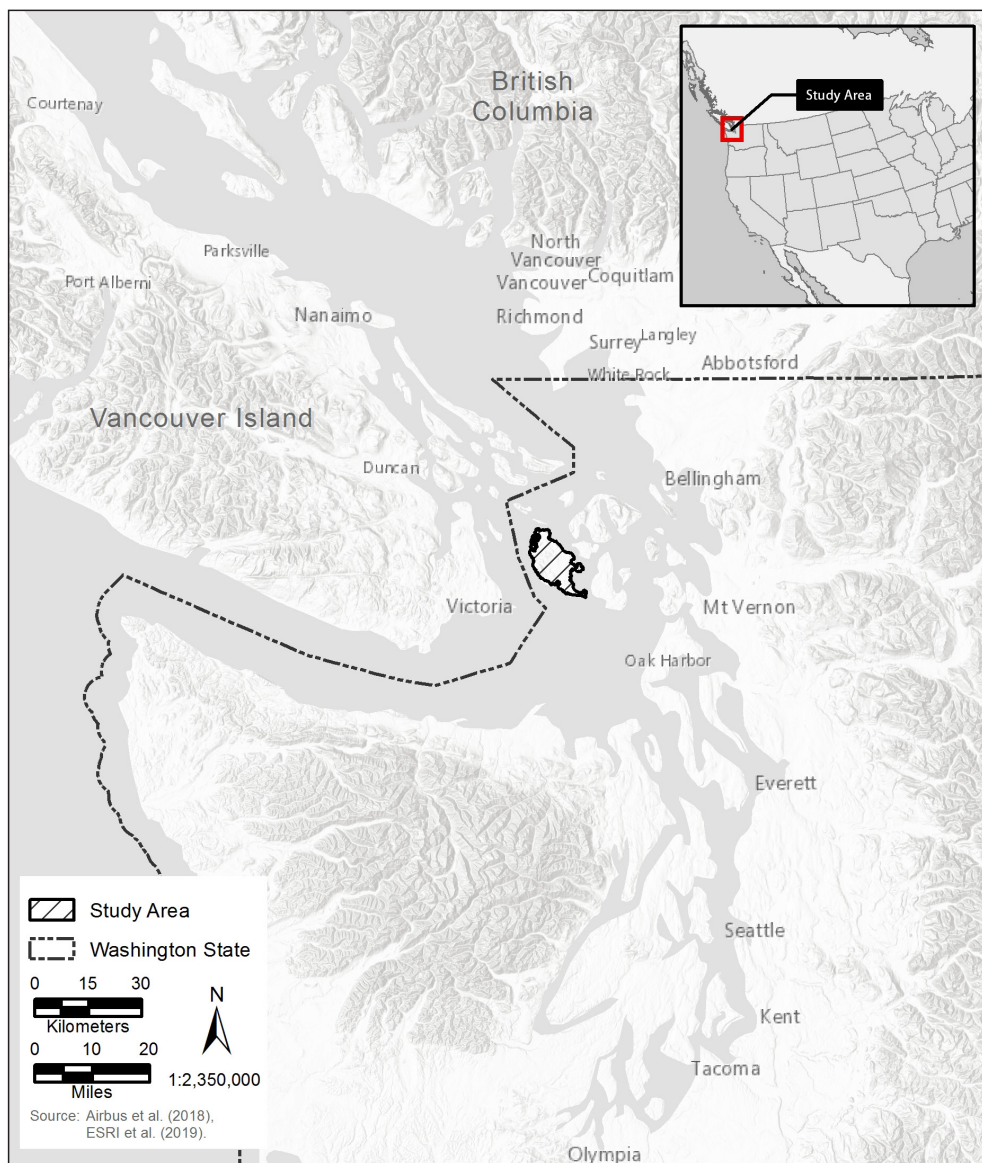 British
Columbia
Courtenay
Study Area
North
Vancouver
Parksville
Vancouver
Coquitlam
Port Alberni
Nanaimo
Richmond
Surrey
Langley
Abbotsford
White Rock
Vancouver Island
Duncan
Bellingham
Victoria
Mt Vernon
Oak Harbor
Everett
Study Area
Washington State
Seattle
0 15 30
Kilometers
N
Kent
0 10 20
Miles
1:2,350,000
Tacoma
Source: Airbus et al. (2018),
ESRI et al. (2019).
Olympia